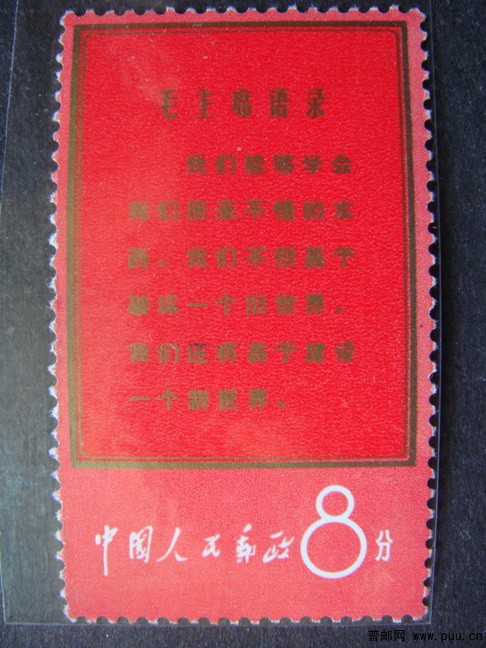 毛主席语录
我们能够学会
我们原来不懂的东
西。我们不但善于
破坏一个旧世界，
我们还将善于建设
一个新世界。
中国人民邮政8分
普邮网 www.puu.cn